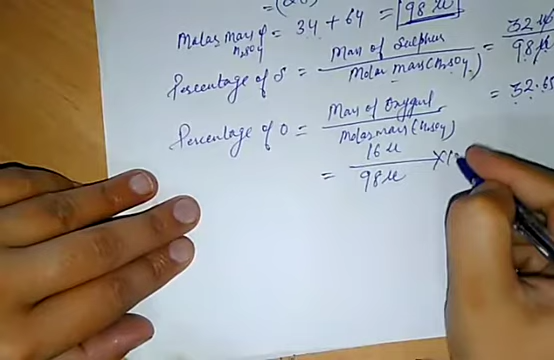 Molar mass of H₂SO₄ = 34 + 64 = 98 u
Percentage of S = Mass of Sulphur / Molar mass (H₂SO₄) = 32 u / 98 u
= 32.65
Percentage of O = Mass of Oxygen / Molar mass (H₂SO₄)
= 16 u / 98 u ×